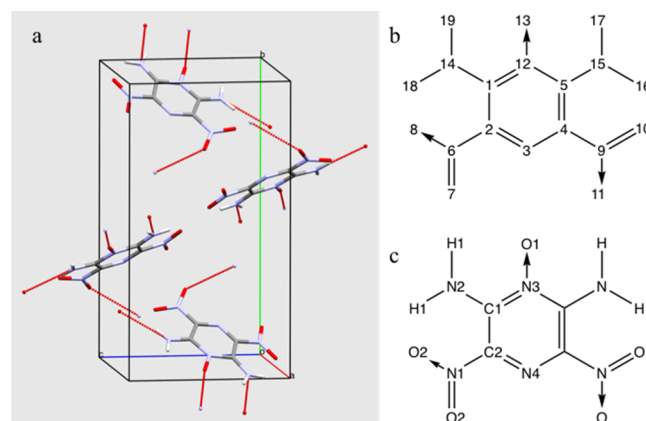 a
b
o
c
a
b
19 13 17
14 12 15
18 1 5 16
8 2 4 10
6 3 9
7 11
c
H1 O1 H
N2 N3 N
H1 C1 H
O2 C2
N1 N4 N O
O2 O